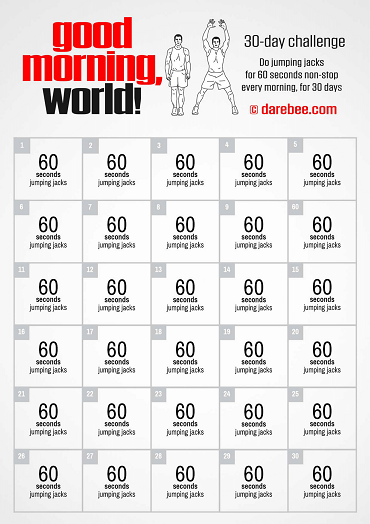 good
morning,
world!
30-day challenge
Do jumping jacks
for 60 seconds non-stop
every morning, for 30 days
© darebee.com
1 2 3 4 5
60 60 60 60 60
seconds seconds seconds seconds seconds
jumping jacks jumping jacks jumping jacks jumping jacks jumping jacks
6 7 8 9
60 60 60 60 60
seconds seconds seconds seconds seconds
jumping jacks jumping jacks jumping jacks jumping jacks jumping jacks
11 12 13 14 15
60 60 60 60 60
seconds seconds seconds seconds seconds
jumping jacks jumping jacks jumping jacks jumping jacks jumping jacks
16 17 18 19 20
60 60 60 60 60
seconds seconds seconds seconds seconds
jumping jacks jumping jacks jumping jacks jumping jacks jumping jacks
21 22 23 24 25
60 60 60 60 60
seconds seconds seconds seconds seconds
jumping jacks jumping jacks jumping jacks jumping jacks jumping jacks
26 27 28 29 30
60 60 60 60 60
seconds seconds seconds seconds seconds
jumping jacks jumping jacks jumping jacks jumping jacks jumping jacks